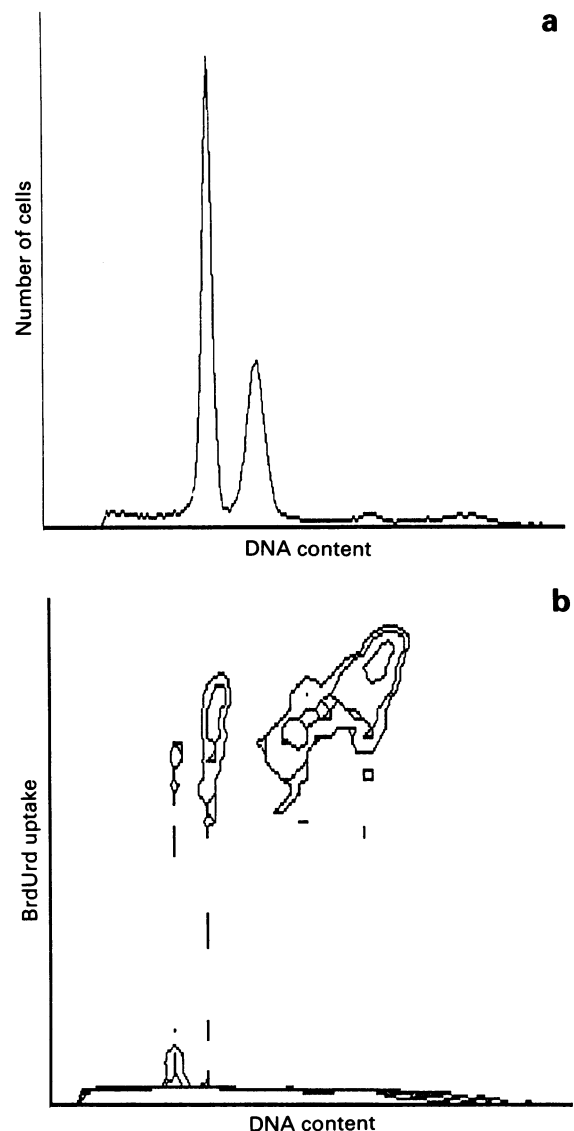 a
Number of cells
DNA content
b
BrdUrd uptake
DNA content